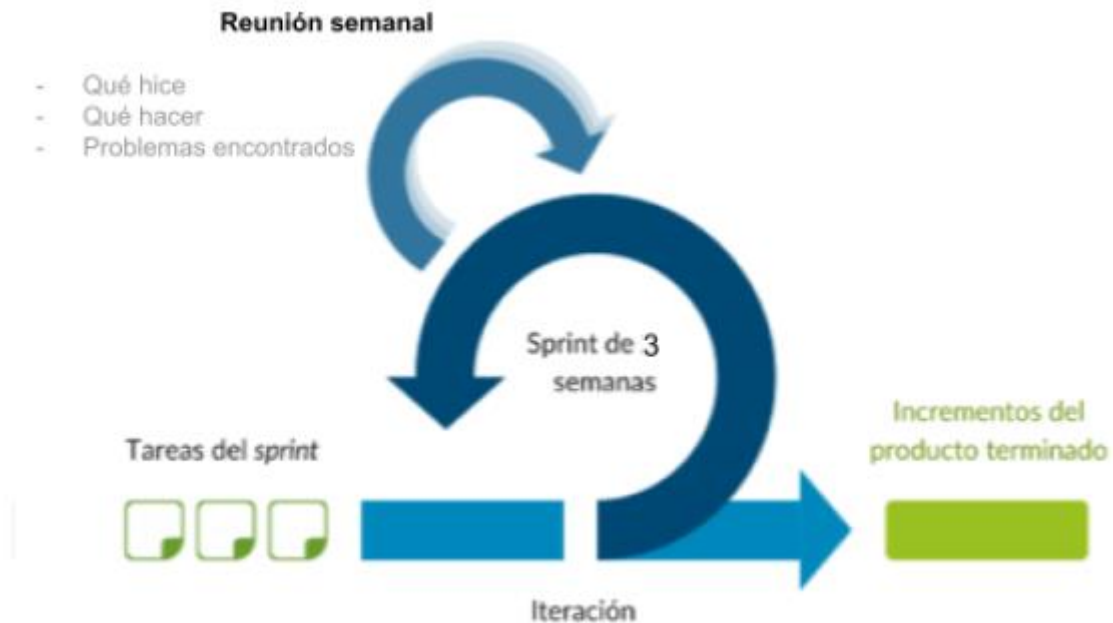 Reunión semanal
- Qué hice
- Qué hacer
- Problemas encontrados
Sprint de 3
semanas
Tareas del sprint
Incrementos del
producto terminado
Iteración